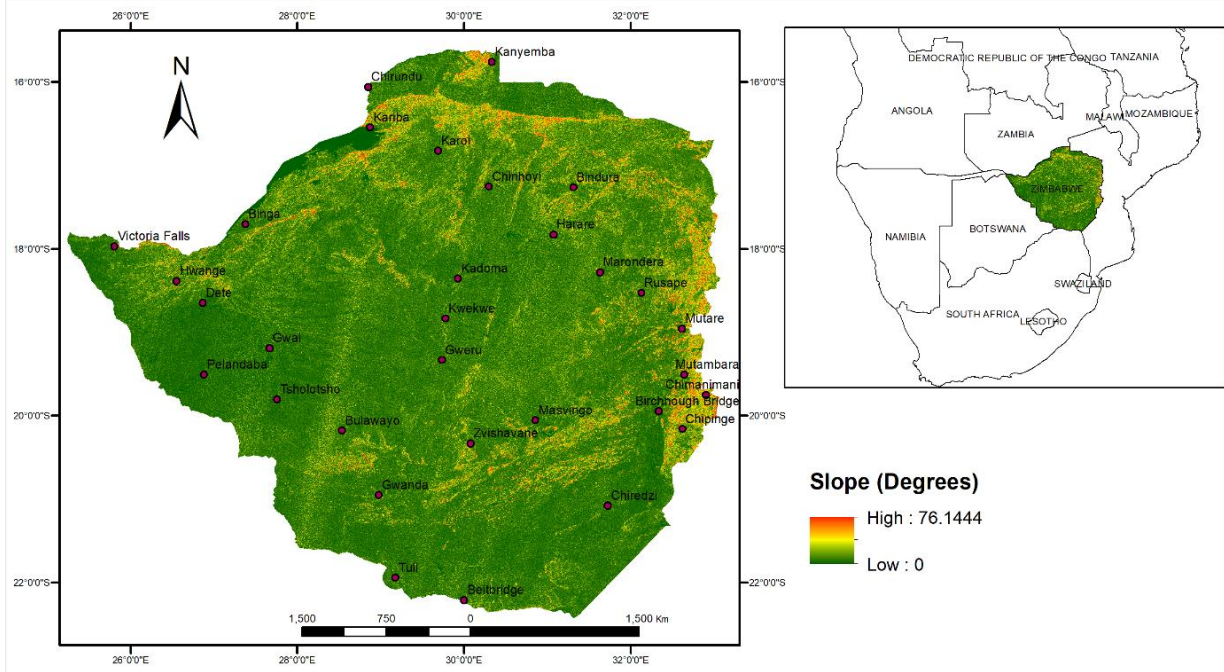 26°0'0"E 28°0'0"E 30°0'0"E 32°0'0"E
N
16°0'0"S 16°0'0"S
18°0'0"S 18°0'0"S
20°0'0"S 20°0'0"S
22°0'0"S 22°0'0"S
Kanyemba
Chirundu
Kariba
Karoi
Chinhoyi
Bindura
Binga
Harare
Victoria Falls
Hwange
Marondera
Kadoma
Dete
Rusape
Kwekwe
Mutare
Gwai
Gweru
Pelandaba
Mutambara
Chimanimani
Tsholotsho
Birchnough Bridge
Bulawayo
Masvingo
Chipinge
Zvishavane
Gwanda
Chiredzi
Tuli
Beitbridge
1,500 750 0 1,500 Km
26°0'0"E 28°0'0"E 30°0'0"E 32°0'0"E
DEMOCRATIC REPUBLIC OF THE CONGO
TANZANIA
ANGOLA
MALAWI
MOZAMBIQUE
ZAMBIA
ZIMBABWE
NAMIBIA
BOTSWANA
SWAZILAND
SOUTH AFRICA
LESOTHO
Slope (Degrees)
High : 76.1444
Low : 0